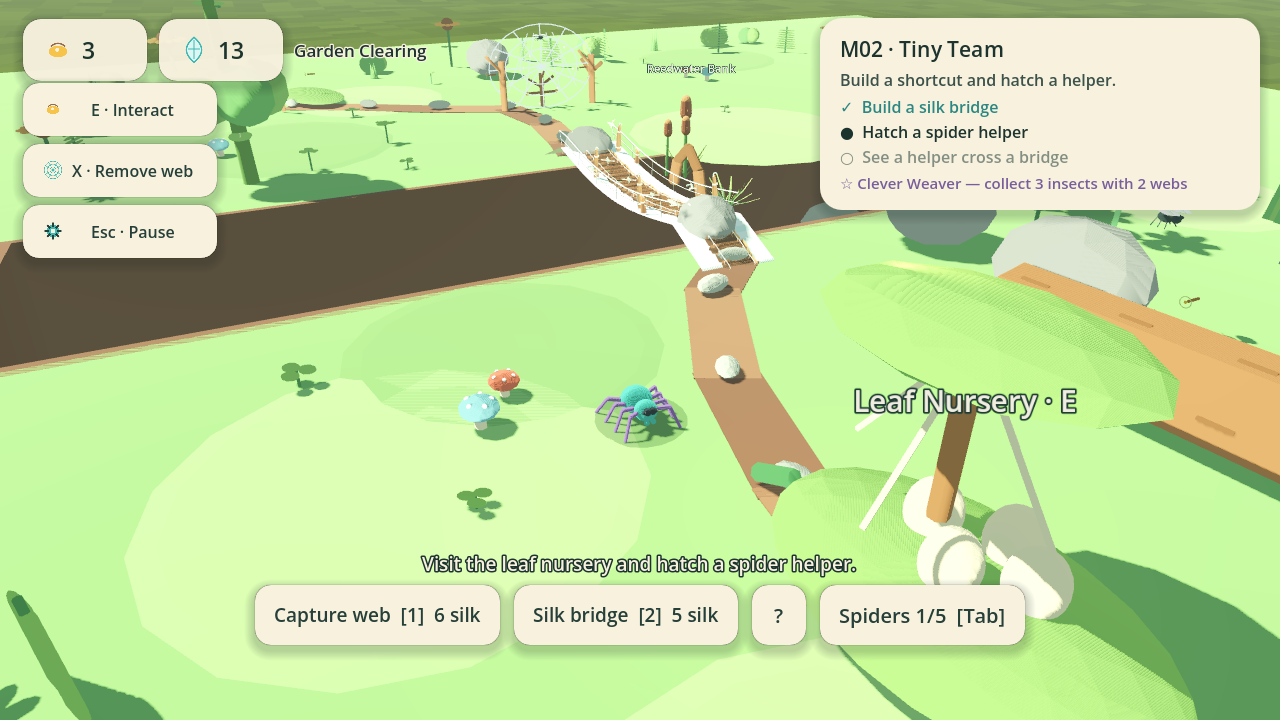 3
13
Garden Clearing
E · Interact
X · Remove web
Esc · Pause
Reedwater Bank
M02 · Tiny Team
Build a shortcut and hatch a helper.
✓ Build a silk bridge
● Hatch a spider helper
○ See a helper cross a bridge
☆ Clever Weaver — collect 3 insects with 2 webs
Leaf Nursery · E
Visit the leaf nursery and hatch a spider helper.
Capture web [1] 6 silk
Silk bridge [2] 5 silk
?
Spiders 1/5 [Tab]